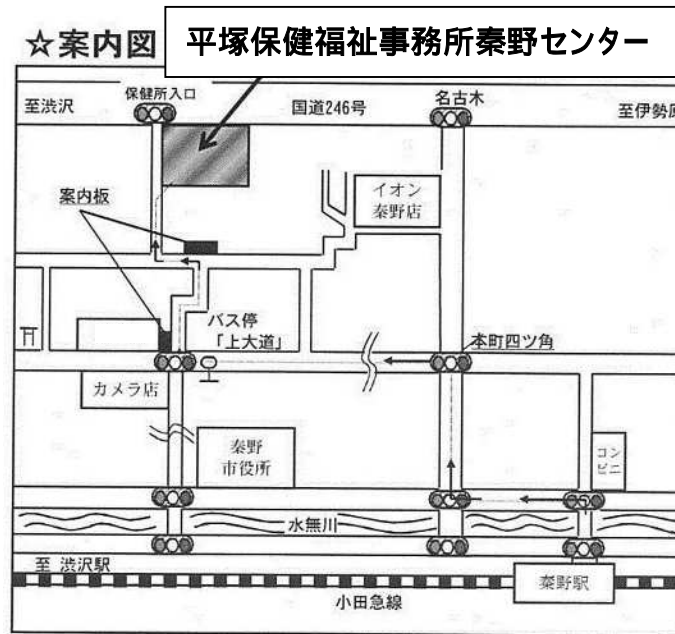 ☆案内図
平塚保健福祉事務所秦野センター
保健所入口
名古木
至渋沢
国道246号
至伊勢原
イオン
秦野店
案内板
バス停
「上大道」
本町四ツ角
カメラ店
秦野
市役所
コン
ビニ
水無川
至 渋沢駅
秦野駅
小田急線